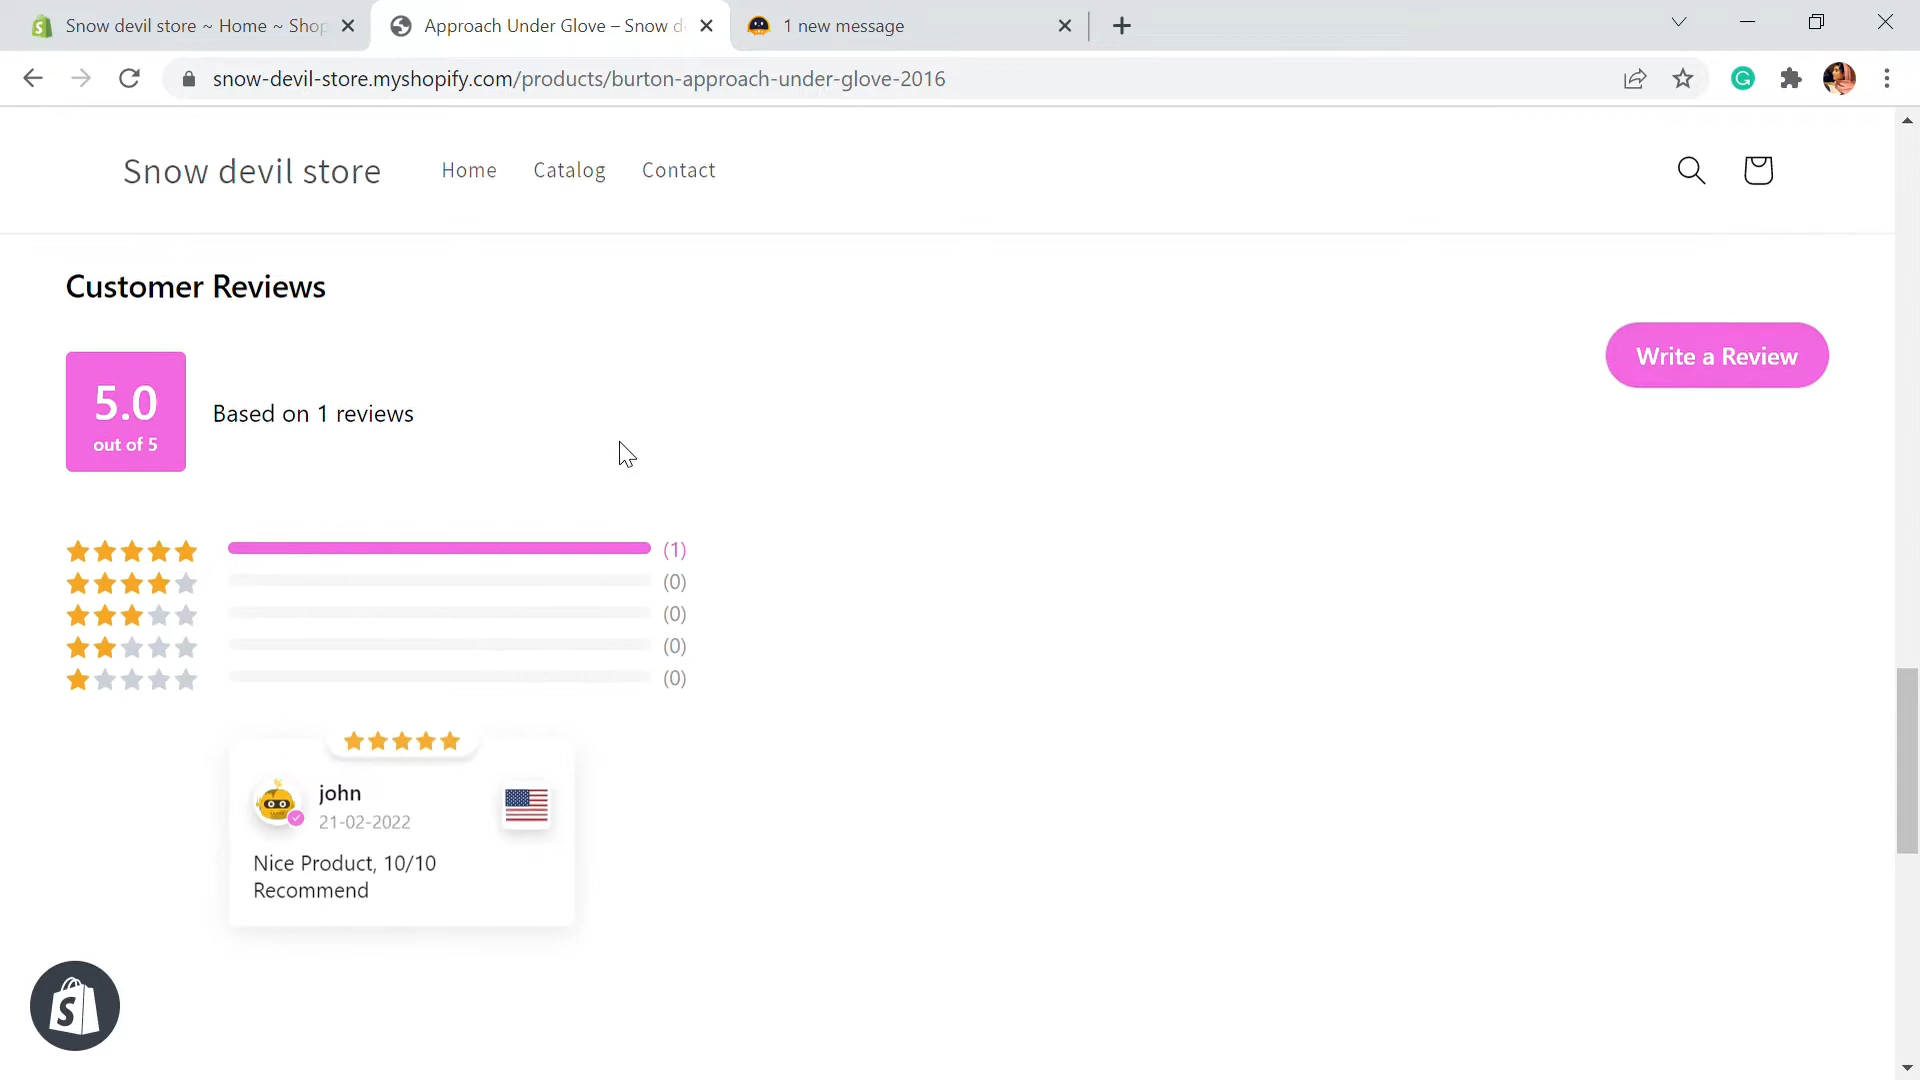 Snow devil store ~ Home ~ Shop
Approach Under Glove – Snow d
1 new message
snow-devil-store.myshopify.com/products/burton-approach-under-glove-2016
Snow devil store
Home
Catalog
Contact
Customer Reviews
Write a Review
5.0
out of 5
Based on 1 reviews
(1)
(0)
(0)
(0)
(0)
john
21-02-2022
Nice Product, 10/10
Recommend